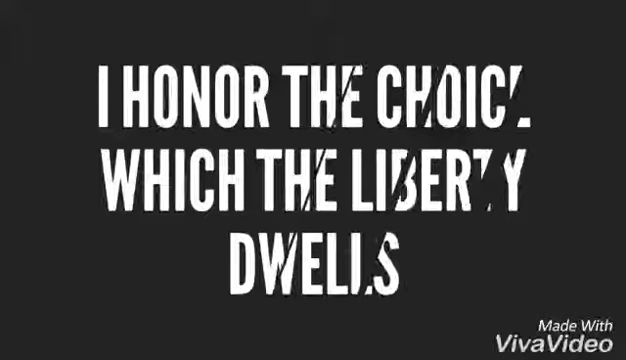 I HONOR THE CHOICE
WHICH THE LIBERTY
DWELLS
Made With
VivaVideo